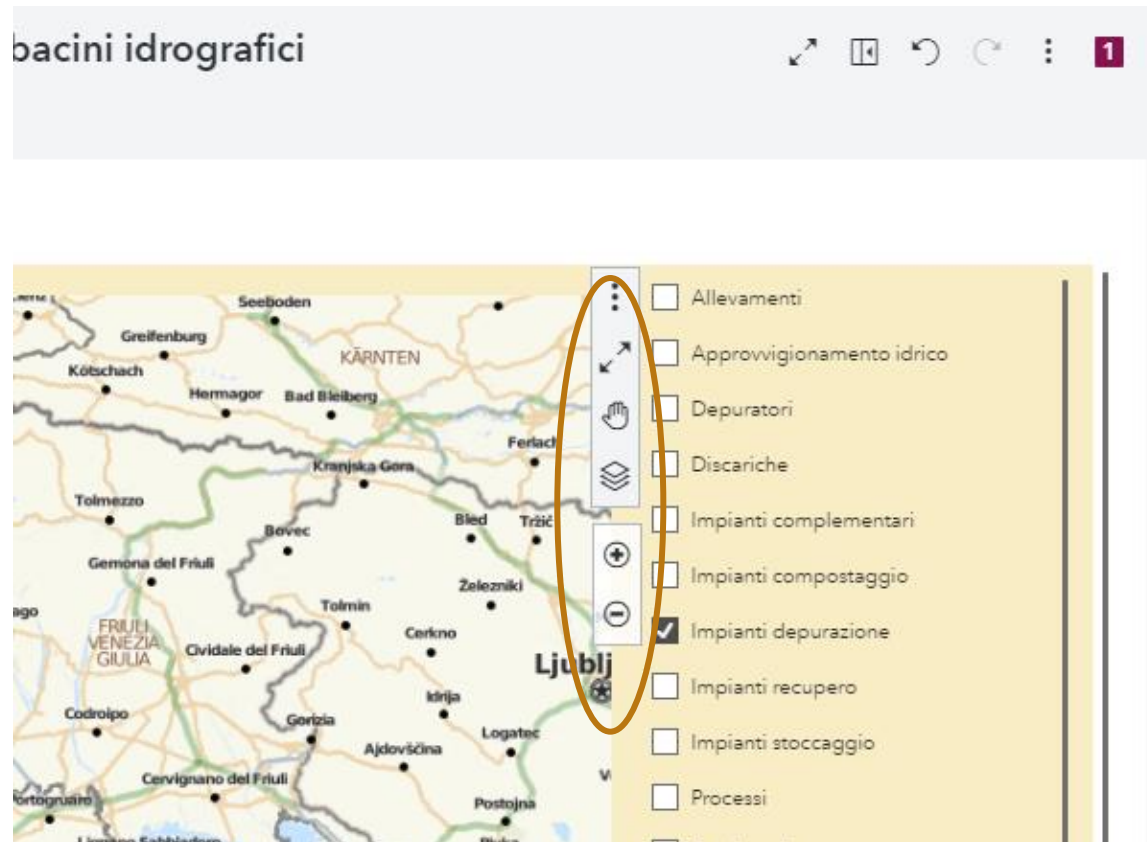 bacini idrografici
1
Seeboden
Greifenburg
KÄRNTEN
Kötschach
Hermagor
Bad Bleiberg
Ferlach
Kranjska Gora
Tolmezzo
Bled
Tržič
Bovec
Gemona del Friuli
Železniki
Tolmin
FRIULI
VENEZIA
GIULIA
Cerkno
Cividale del Friuli
Ljublj
Idrija
Codroipo
Gorizia
Logatec
Ajdovščina
Cervignano del Friuli
Portogruaro
Postojna
Allevamenti
Approvvigionamento idrico
Depuratori
Discariche
Impianti complementari
Impianti compostaggio
Impianti depurazione
Impianti recupero
Impianti stoccaggio
Processi